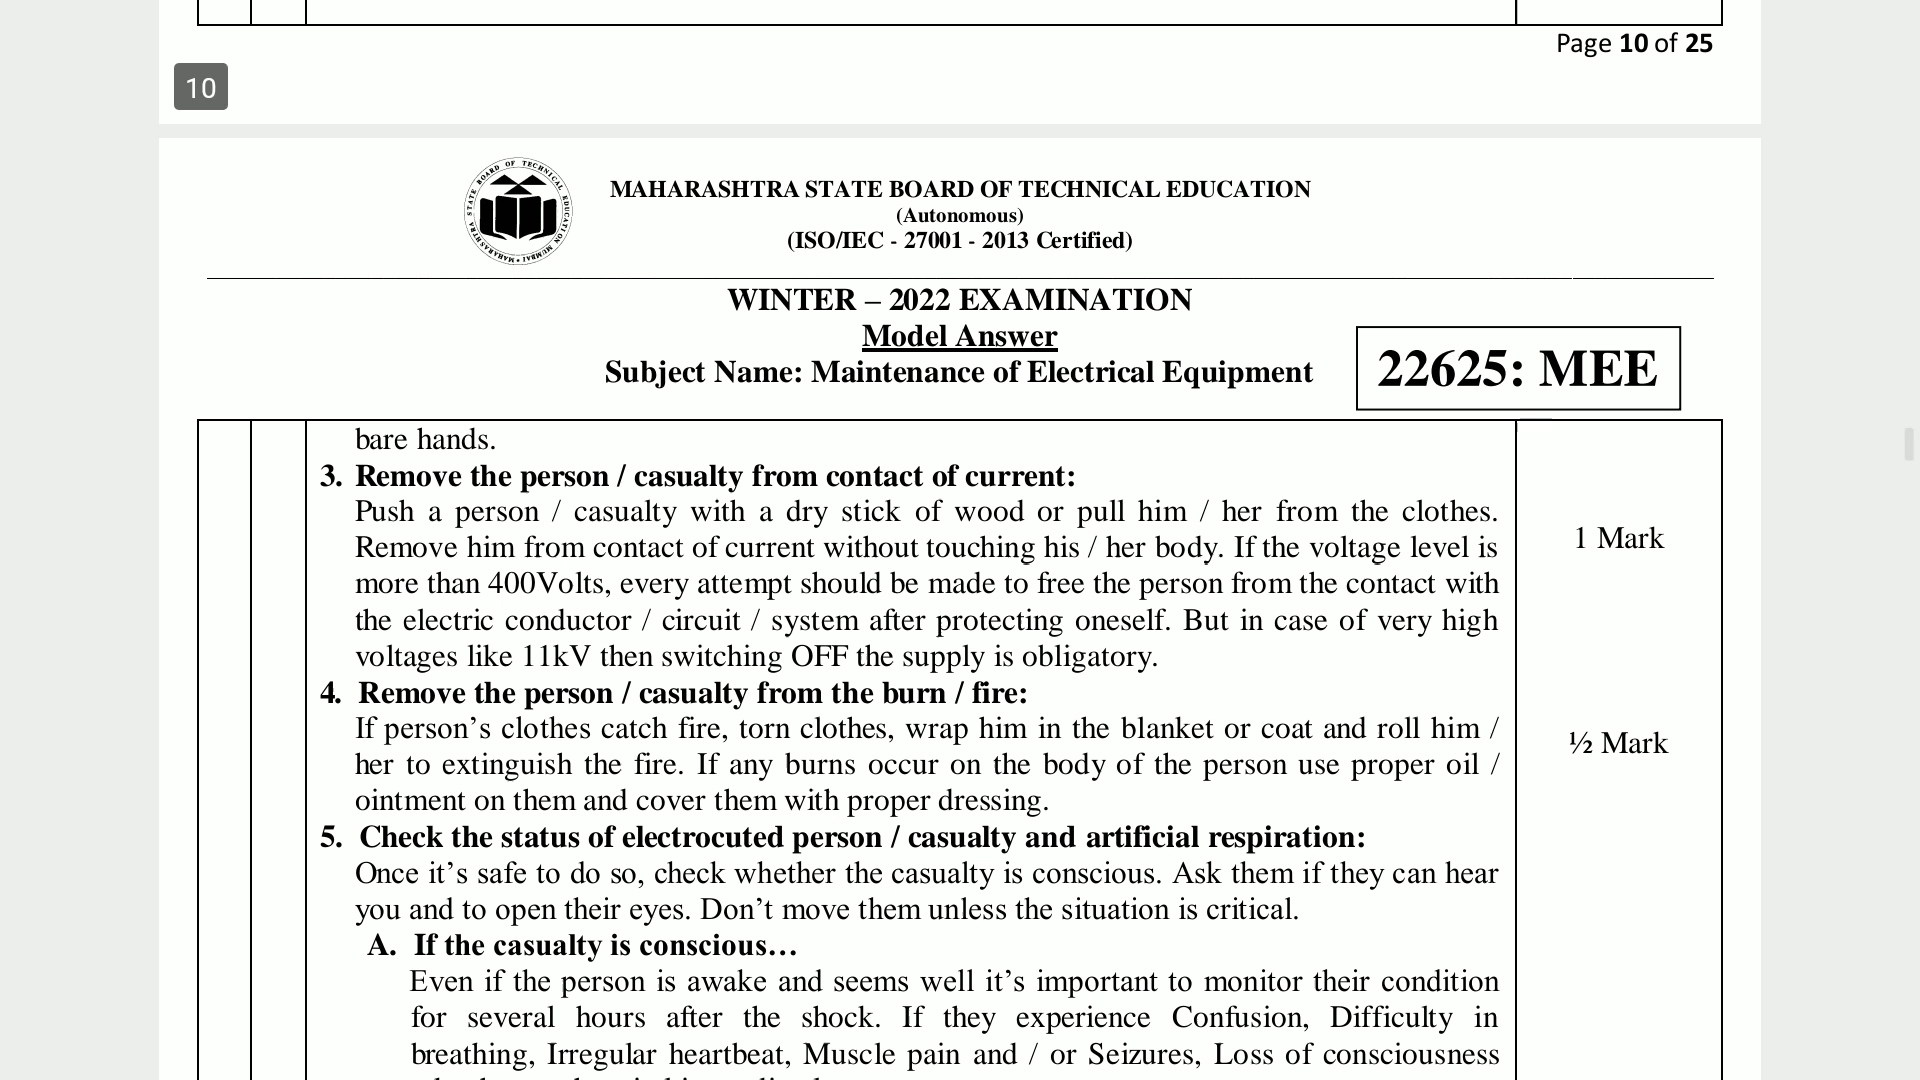 Page 10 of 25
10
MAHARASHTRA STATE BOARD OF TECHNICAL EDUCATION MUMBAI
MAHARASHTRA STATE BOARD OF TECHNICAL EDUCATION
(Autonomous)
(ISO/IEC - 27001 - 2013 Certified)
WINTER – 2022 EXAMINATION
Model Answer
Subject Name: Maintenance of Electrical Equipment
22625: MEE
bare hands.
3. Remove the person / casualty from contact of current:
Push a person / casualty with a dry stick of wood or pull him / her from the clothes.
Remove him from contact of current without touching his / her body. If the voltage level is
more than 400Volts, every attempt should be made to free the person from the contact with
the electric conductor / circuit / system after protecting oneself. But in case of very high
voltages like 11kV then switching OFF the supply is obligatory.
1 Mark
4. Remove the person / casualty from the burn / fire:
If person’s clothes catch fire, torn clothes, wrap him in the blanket or coat and roll him /
her to extinguish the fire. If any burns occur on the body of the person use proper oil /
ointment on them and cover them with proper dressing.
½ Mark
5. Check the status of electrocuted person / casualty and artificial respiration:
Once it’s safe to do so, check whether the casualty is conscious. Ask them if they can hear
you and to open their eyes. Don’t move them unless the situation is critical.
A. If the casualty is conscious…
Even if the person is awake and seems well it’s important to monitor their condition
for several hours after the shock. If they experience Confusion, Difficulty in
breathing, Irregular heartbeat, Muscle pain and / or Seizures, Loss of consciousness